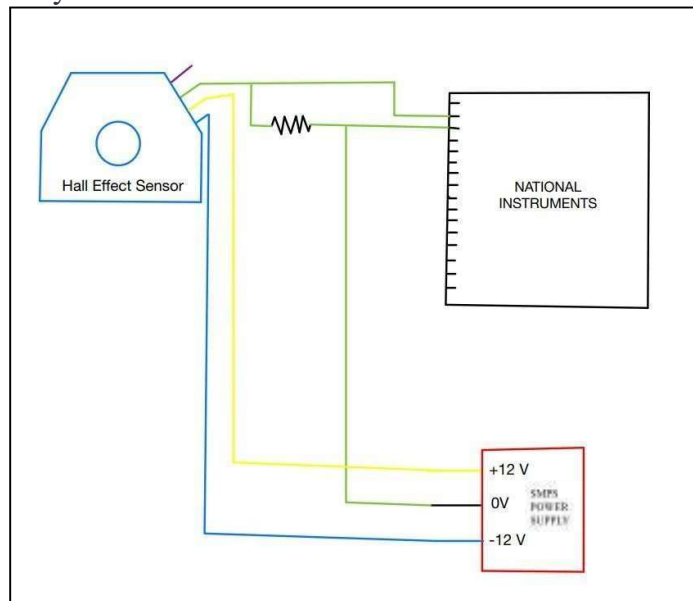 Hall Effect Sensor
NATIONAL
INSTRUMENTS
+12 V
0V
-12 V
SMPS
POWER
SUPPLY